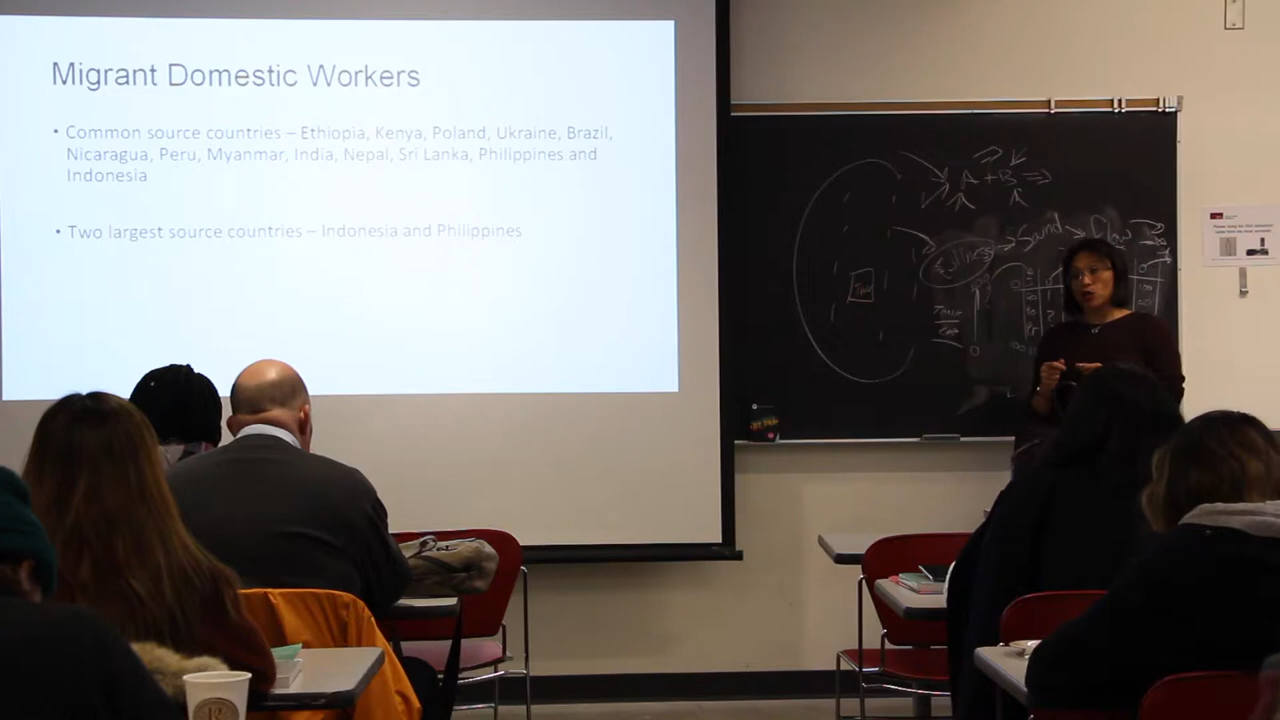 Migrant Domestic Workers
• Common source countries – Ethiopia, Kenya, Poland, Ukraine, Brazil,
Nicaragua, Peru, Myanmar, India, Nepal, Sri Lanka, Philippines and
Indonesia
• Two largest source countries – Indonesia and Philippines
A + B ⇒
Sound